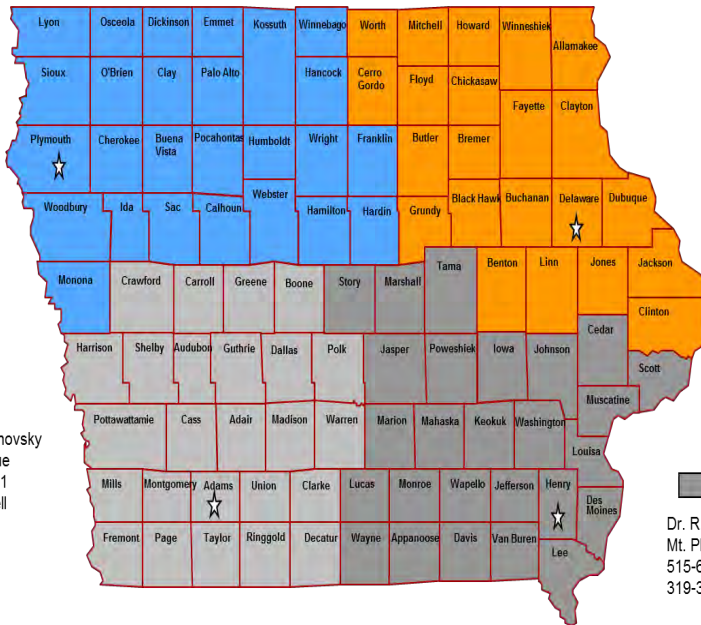 Lyon Osceola Dickinson Emmet Kossuth Winnebago Worth Mitchell Howard Winneshiek
Allamakee
Sioux O'Brien Clay Palo Alto Hancock Cerro Floyd Chickasaw
Gordo
Fayette Clayton
Plymouth Cherokee Buena Pocahontas Humboldt Wright Franklin Butler Bremer
Vista
Webster
Woodbury Ida Sac Calhoun Hamilton Hardin Grundy Black Hawk Buchanan Delaware Dubuque
Monona Crawford Carroll Greene Boone Story Marshall Tama Benton Linn Jones Jackson
Clinton
Harrison Shelby Audubon Guthrie Dallas Polk Jasper Poweshiek Iowa Johnson Cedar
Scott
Muscatine
Pottawattamie Cass Adair Madison Warren Marion Mahaska Keokuk Washington
Louisa
Mills Montgomery Adams Union Clarke Lucas Monroe Wapello Jefferson Henry Des
Moines
Fremont Page Taylor Ringgold Decatur Wayne Appanoose Davis Van Buren Lee
Dr. R
319-3